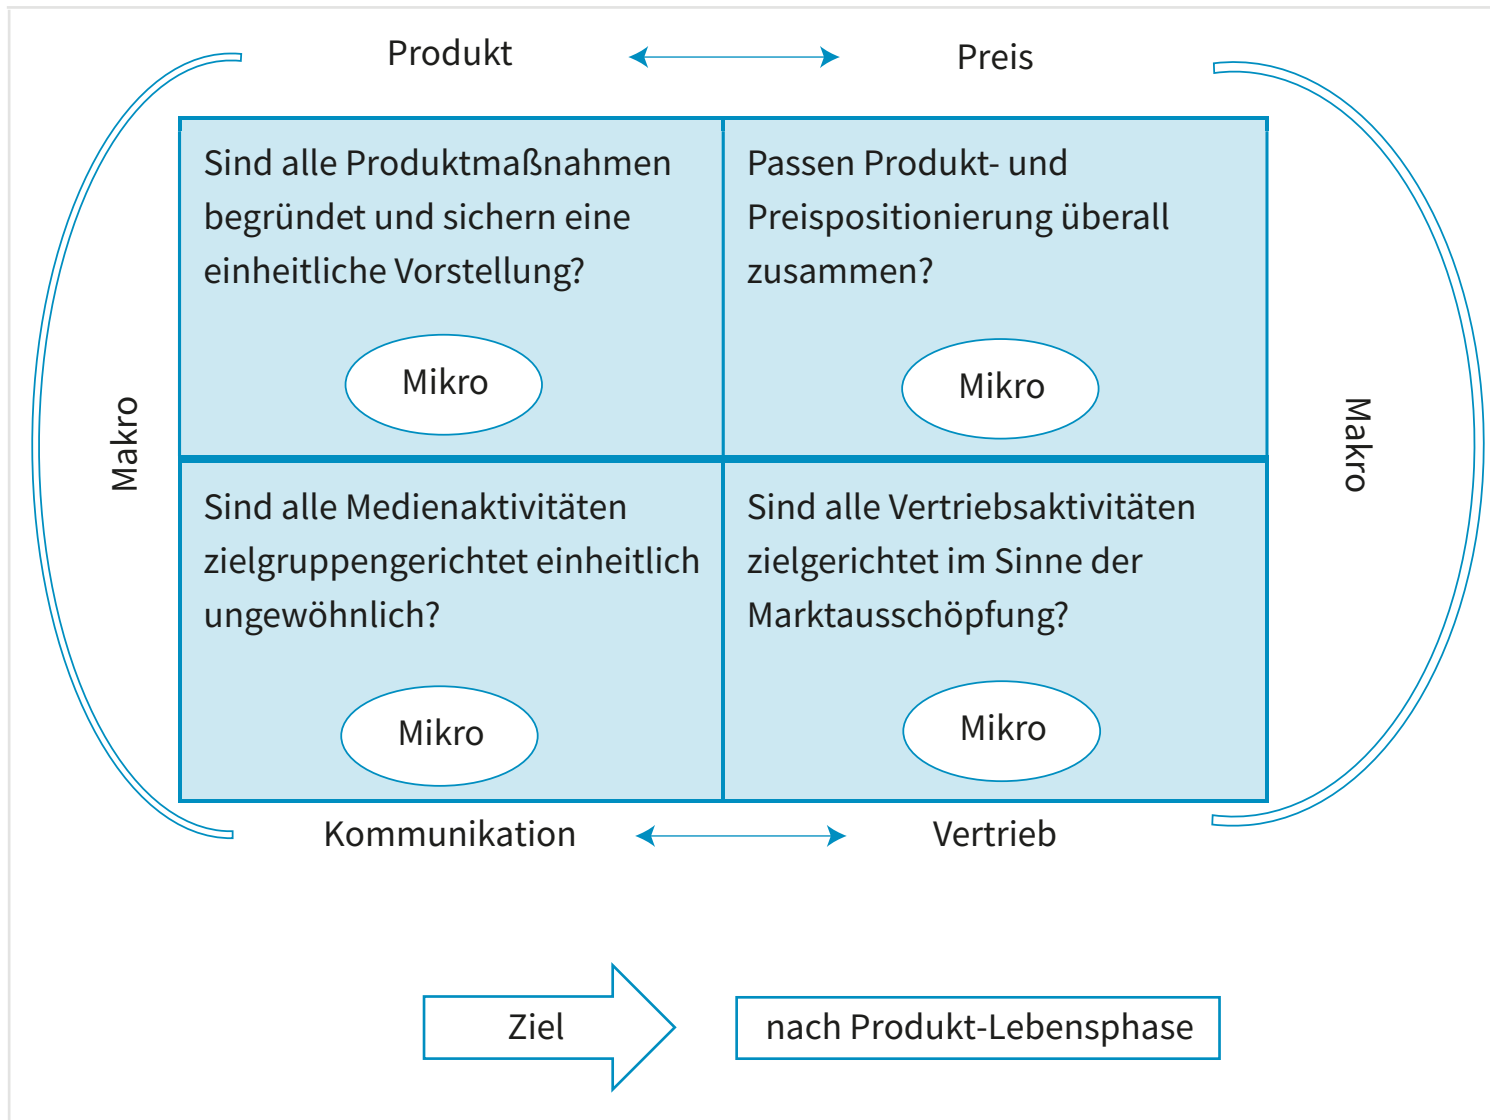 Produkt
Preis
Sind alle Produktmaßnahmen
begründet und sichern eine
einheitliche Vorstellung?
Mikro
Passen Produkt- und
Preispositionierung überall
zusammen?
Mikro
Makro
Makro
Sind alle Medienaktivitäten
zielgruppengerichtet einheitlich
ungewöhnlich?
Mikro
Sind alle Vertriebsaktivitäten
zielgerichtet im Sinne der
Marktausschöpfung?
Mikro
Kommunikation
Vertrieb
Ziel
nach Produkt-Lebensphase